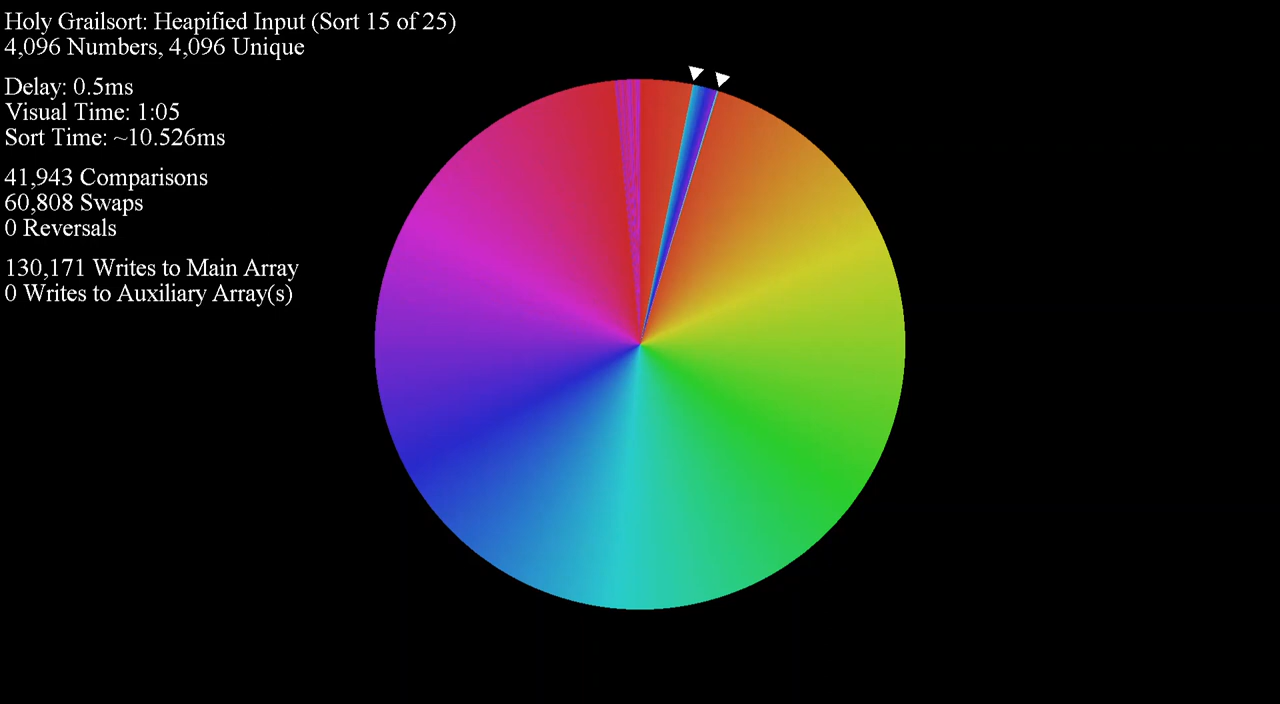 Holy Grailsort: Heapified Input (Sort 15 of 25)
4,096 Numbers, 4,096 Unique
Delay: 0.5ms
Visual Time: 1:05
Sort Time: ~10.526ms
41,943 Comparisons
60,808 Swaps
0 Reversals
130,171 Writes to Main Array
0 Writes to Auxiliary Array(s)